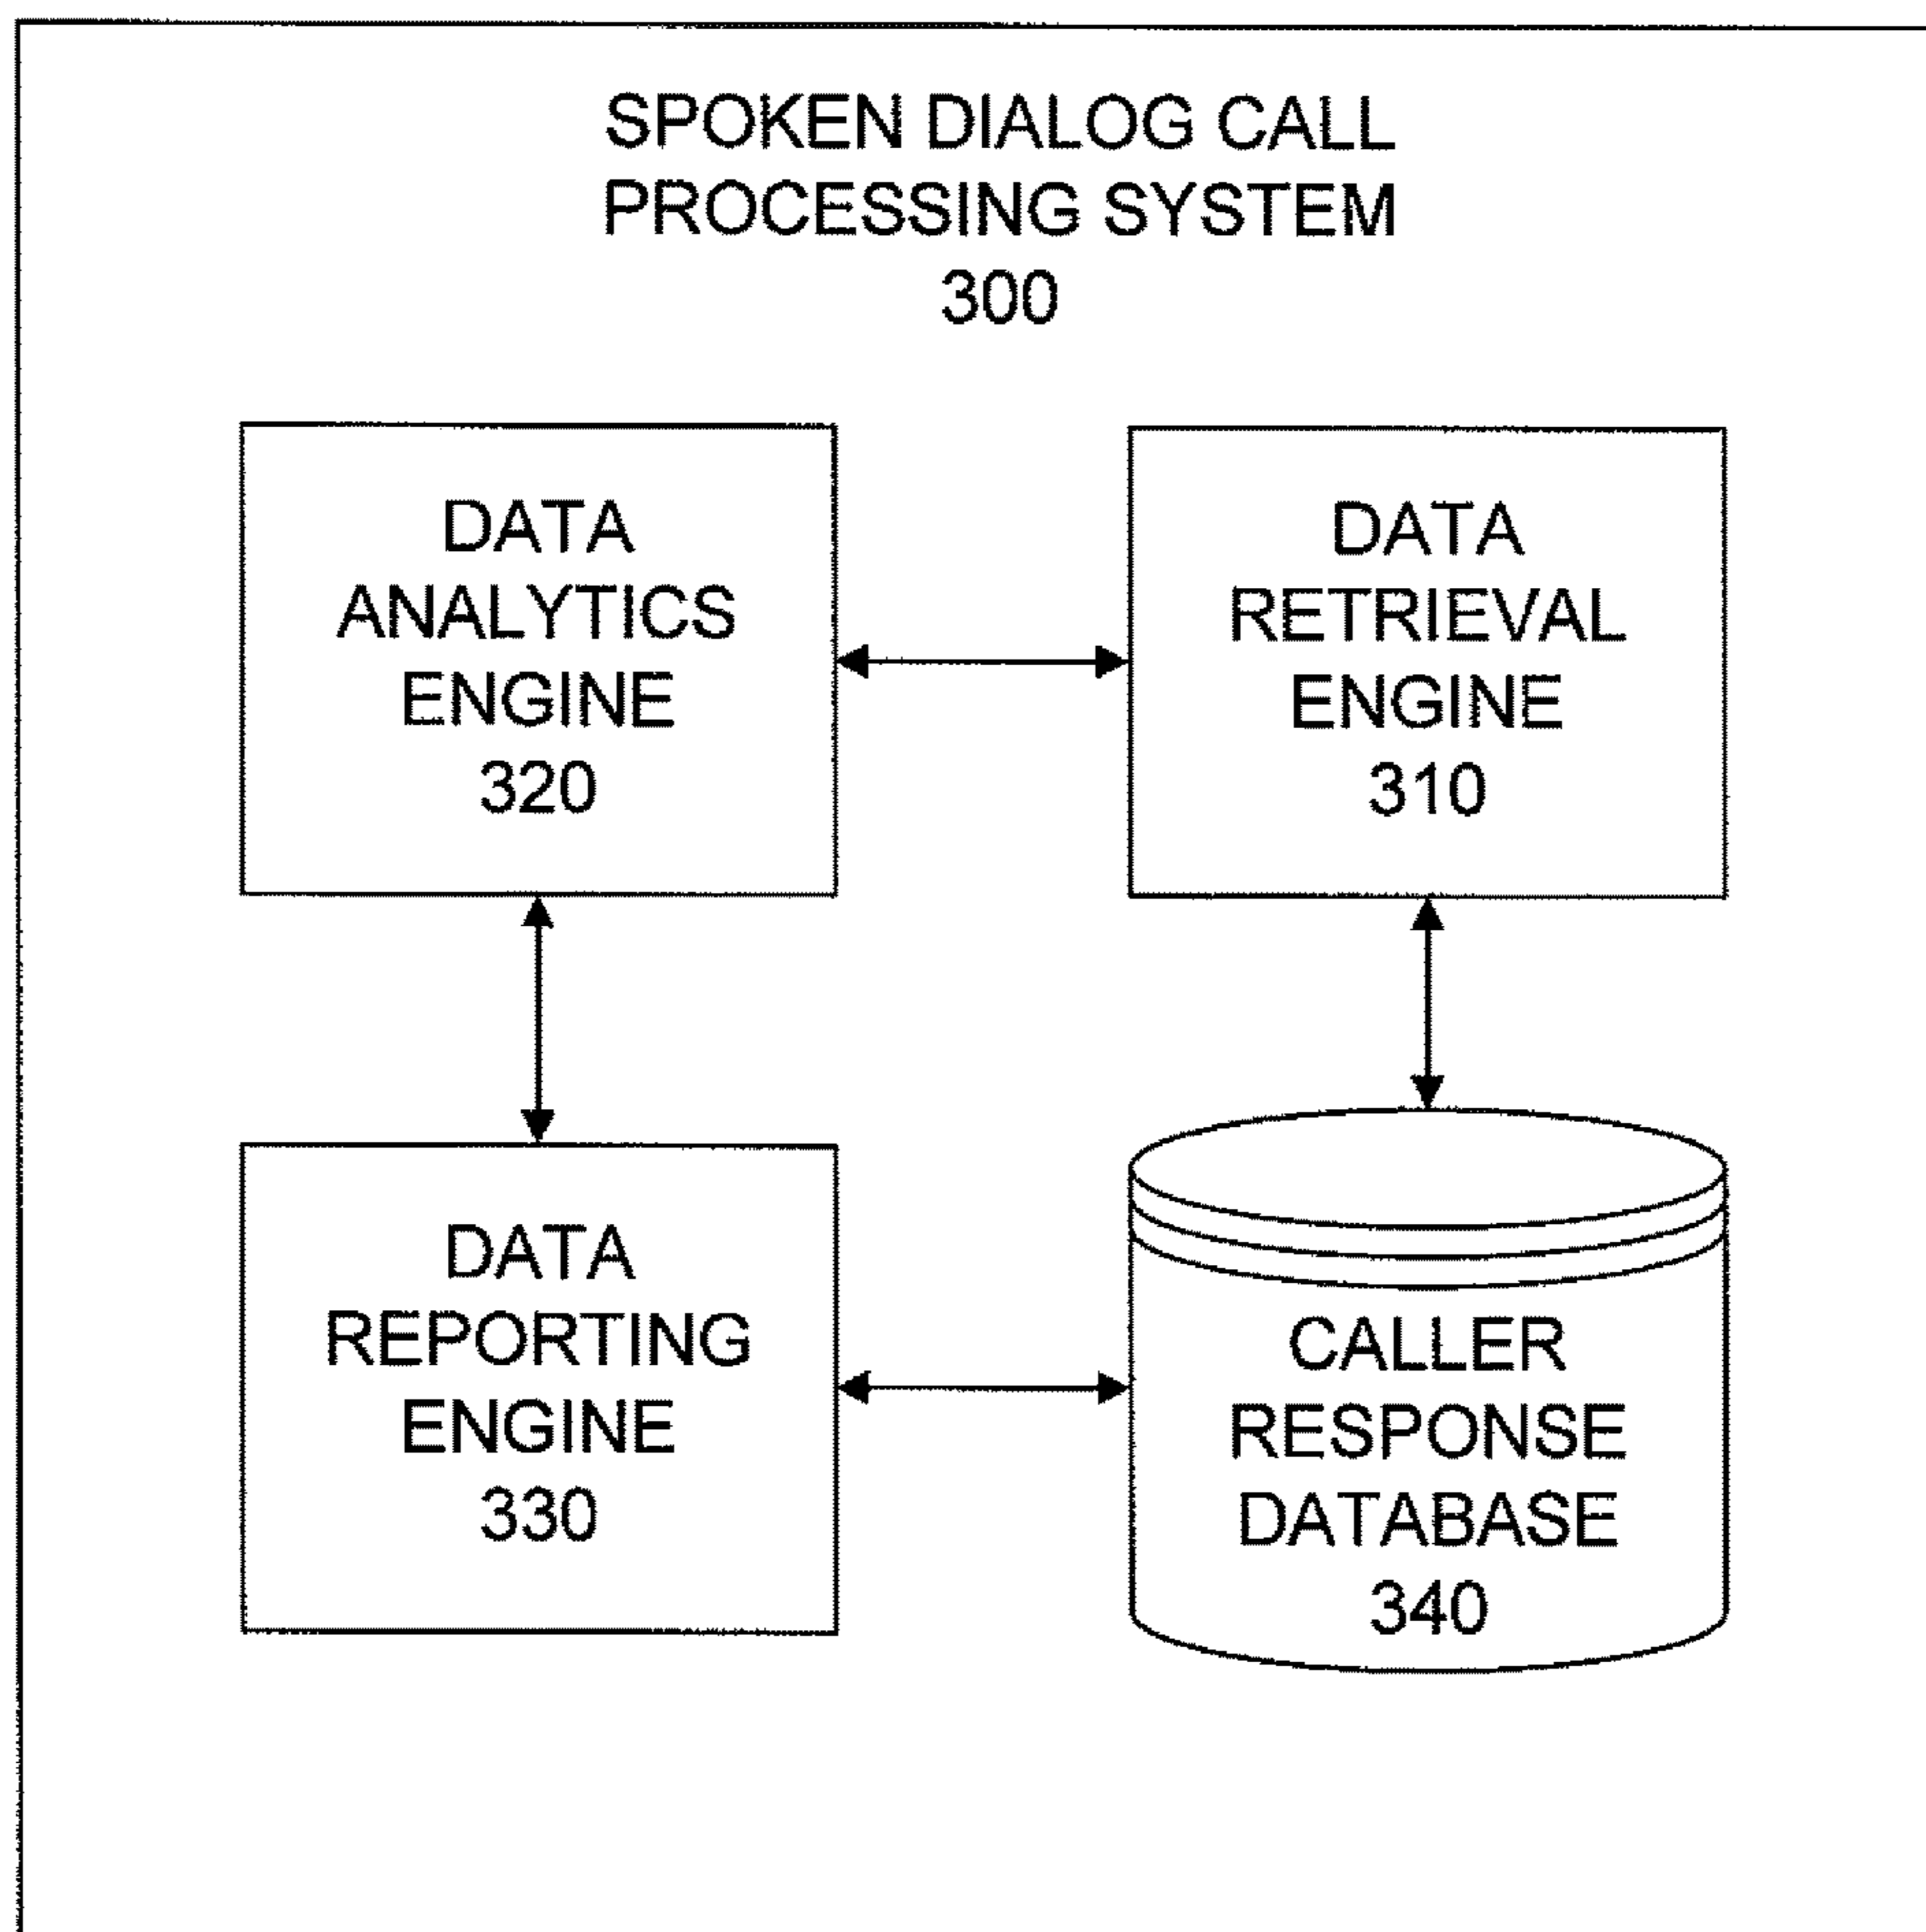 SPOKEN DIALOG CALL
PROCESSING SYSTEM
300
DATA
ANALYTICS
ENGINE
320
DATA
RETRIEVAL
ENGINE
310
DATA
REPORTING
ENGINE
330
CALLER
RESPONSE
DATABASE
340